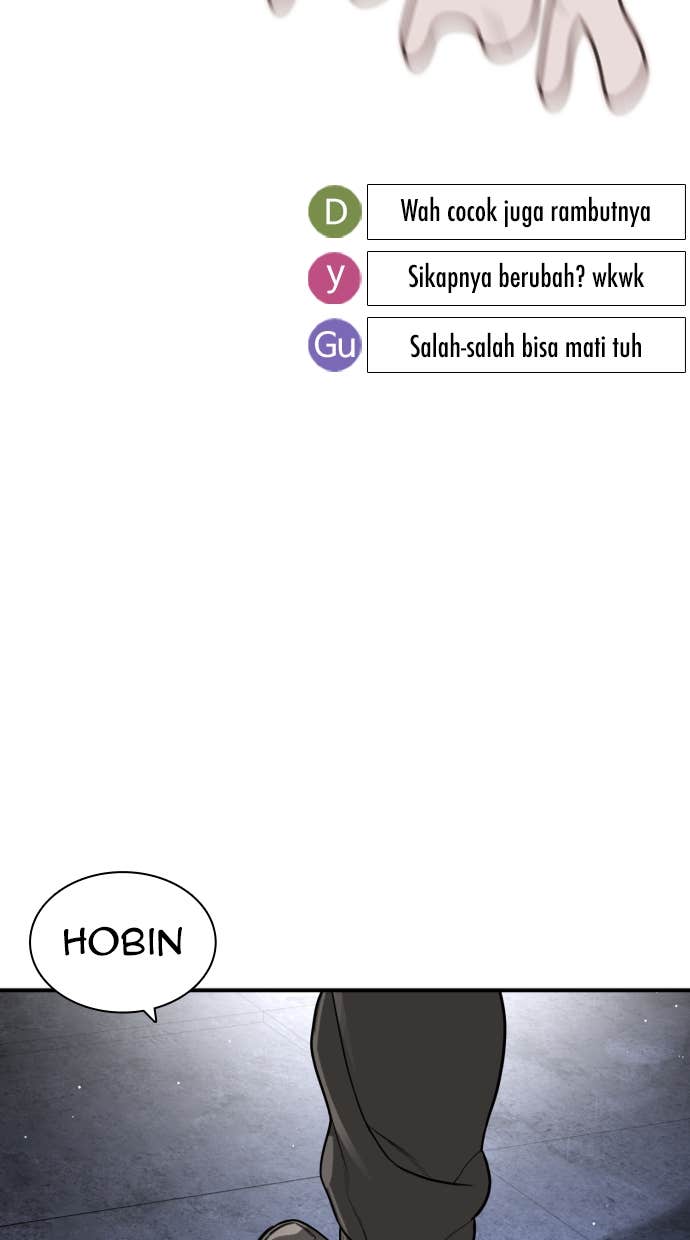 D Wah cocok juga rambutnya
y Sikapnya berubah? wkwk
Gu Salah-salah bisa mati tuh
HOBIN